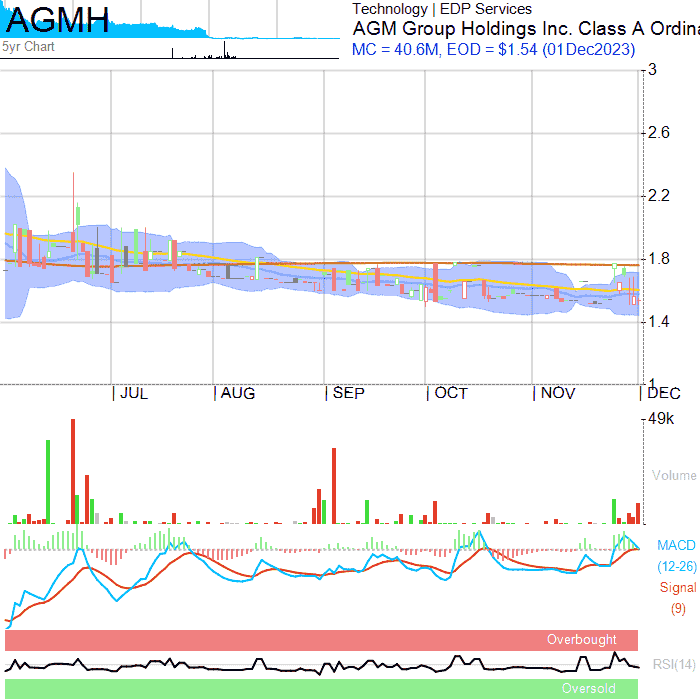 AGMH
5yr Chart
Technology | EDP Services
AGM Group Holdings Inc. Class A Ordina
MC = 40.6M, EOD = $1.54 (01Dec2023)
3
2.6
2.2
1.8
1.4
1
JUL
AUG
SEP
OCT
NOV
DEC
49k
Volume
MACD
(12-26)
Signal
(9)
Overbought
RSI(14)
Oversold